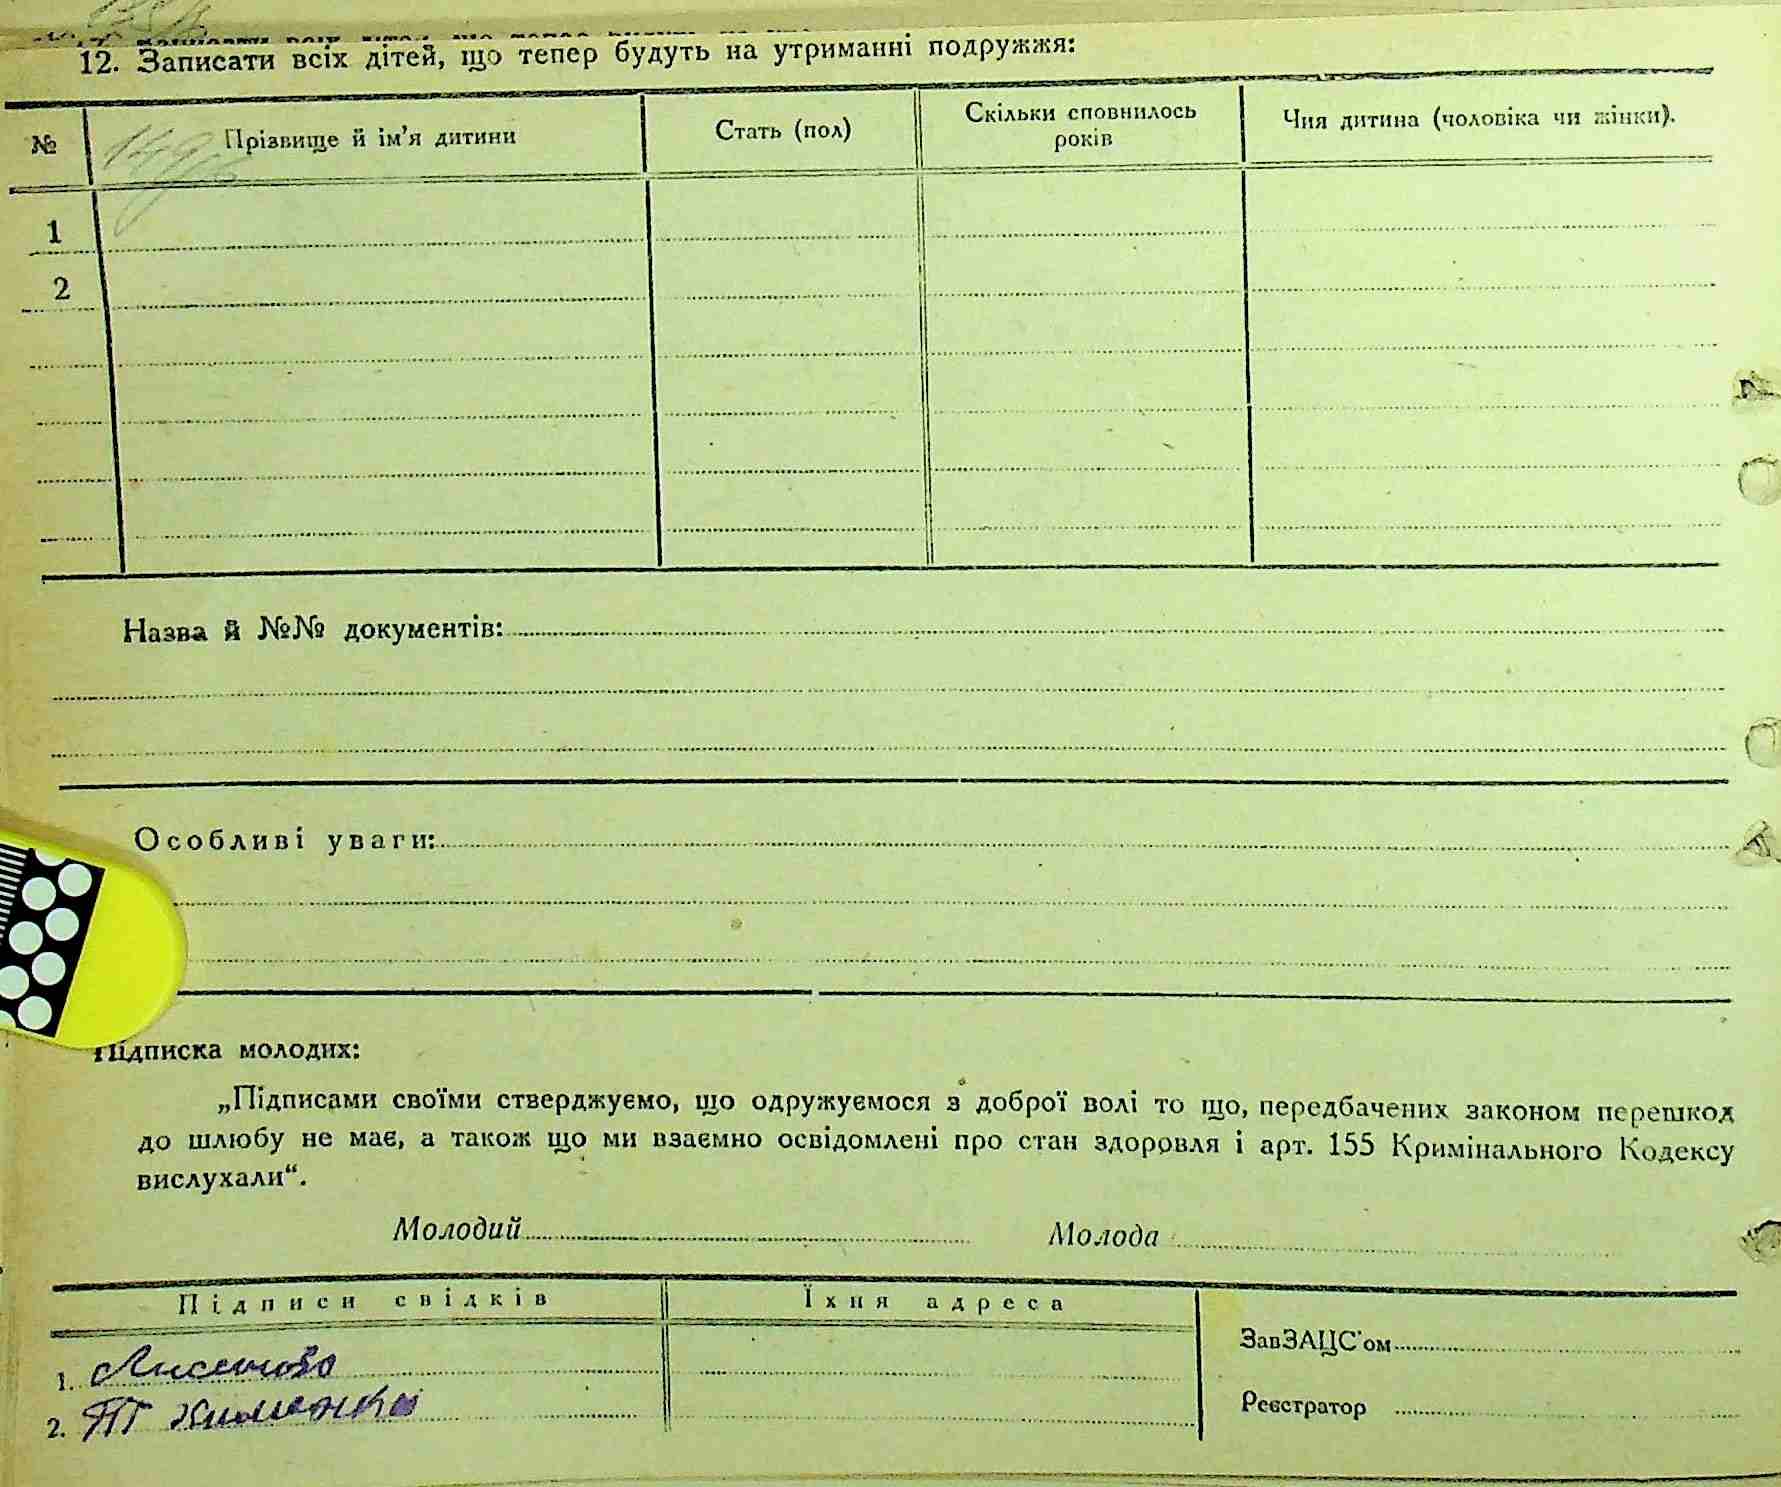 12. Записати всіх дітей, що тепер будуть на утриманні подружжя:
№ Прізвище й ім'я дитини Стать (пол) Скільки сповнилось років Чия дитина (чоловіка чи жінки).
1
2
Назва й №№ документів:
Особливі уваги:
Підписка молодих:
„Підписами своїми стверджуємо, що одружуємося з доброї волі то що, передбачених законом перешкод
до шлюбу не має, а також що ми взаємно освідомлені про стан здоровля і арт. 155 Кримінального Кодексу
вислухали“.
Молодий Молода
Підписи свідків Їхня адреса
ЗавЗАЦС'ом
1.
Реєстратор
2.